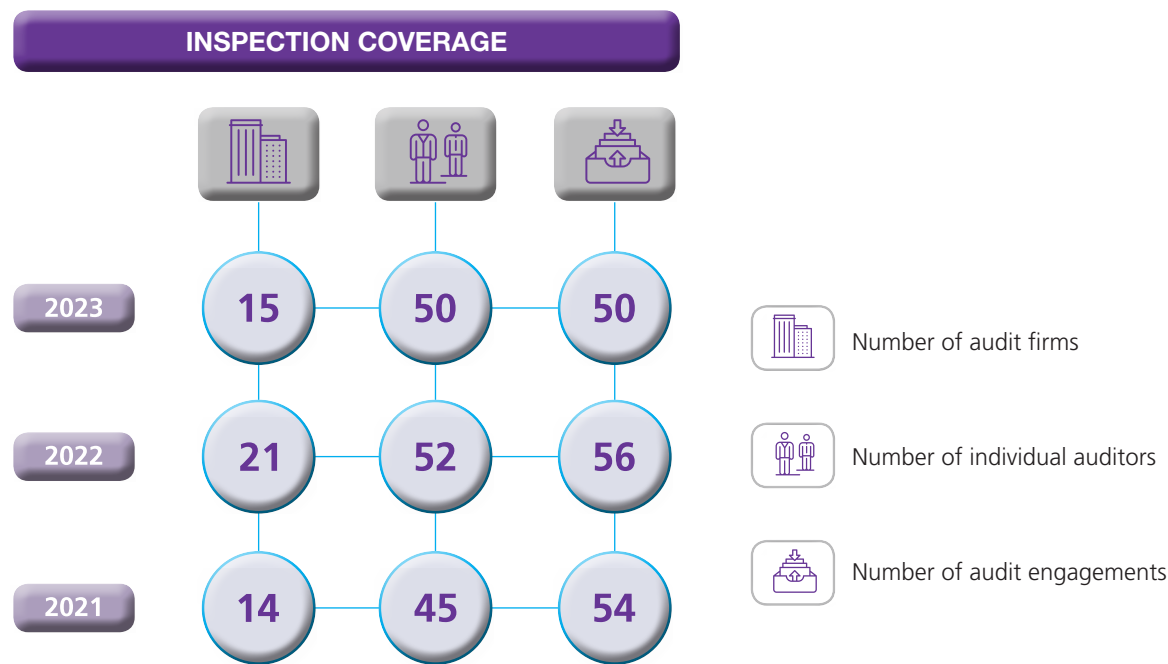 INSPECTION COVERAGE
2023 15 50 50
2022 21 52 56
2021 14 45 54
Number of audit firms
Number of individual auditors
Number of audit engagements